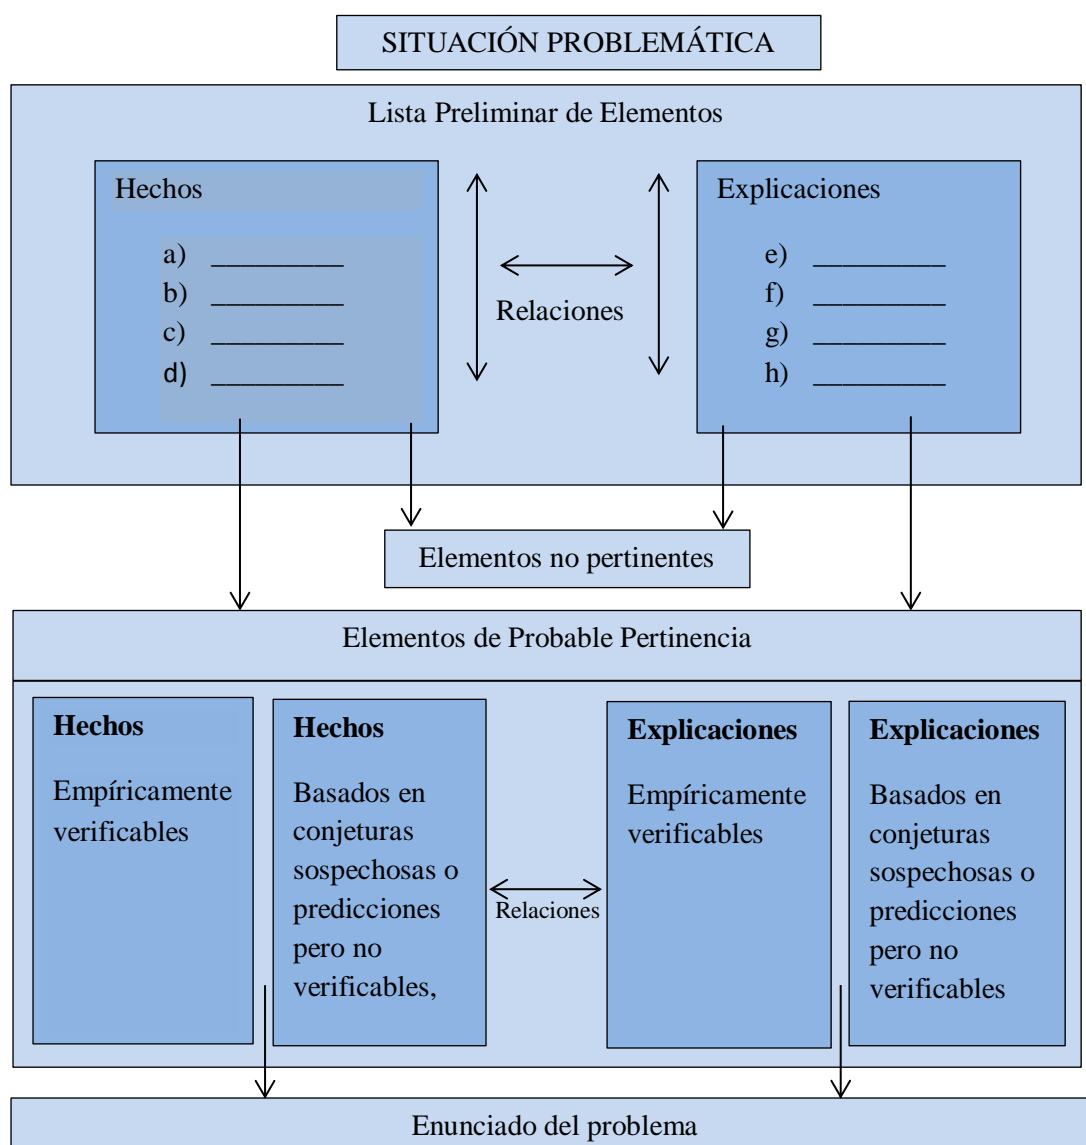 SITUACIÓN PROBLEMÁTICA
Lista Preliminar de Elementos
Hechos
a) _________
b) _________
c) _________
d) _________
Relaciones
Explicaciones
e) _________
f) _________
g) _________
h) _________
Elementos no pertinentes
Elementos de Probable Pertinencia
Hechos
Empíricamente
verificables
Hechos
Basados en
conjeturas
sospechosas o
predicciones
pero no
verificables,
Relaciones
Explicaciones
Empíricamente
verificables
Explicaciones
Basados en
conjeturas
sospechosas o
predicciones
pero no
verificables
Enunciado del problema